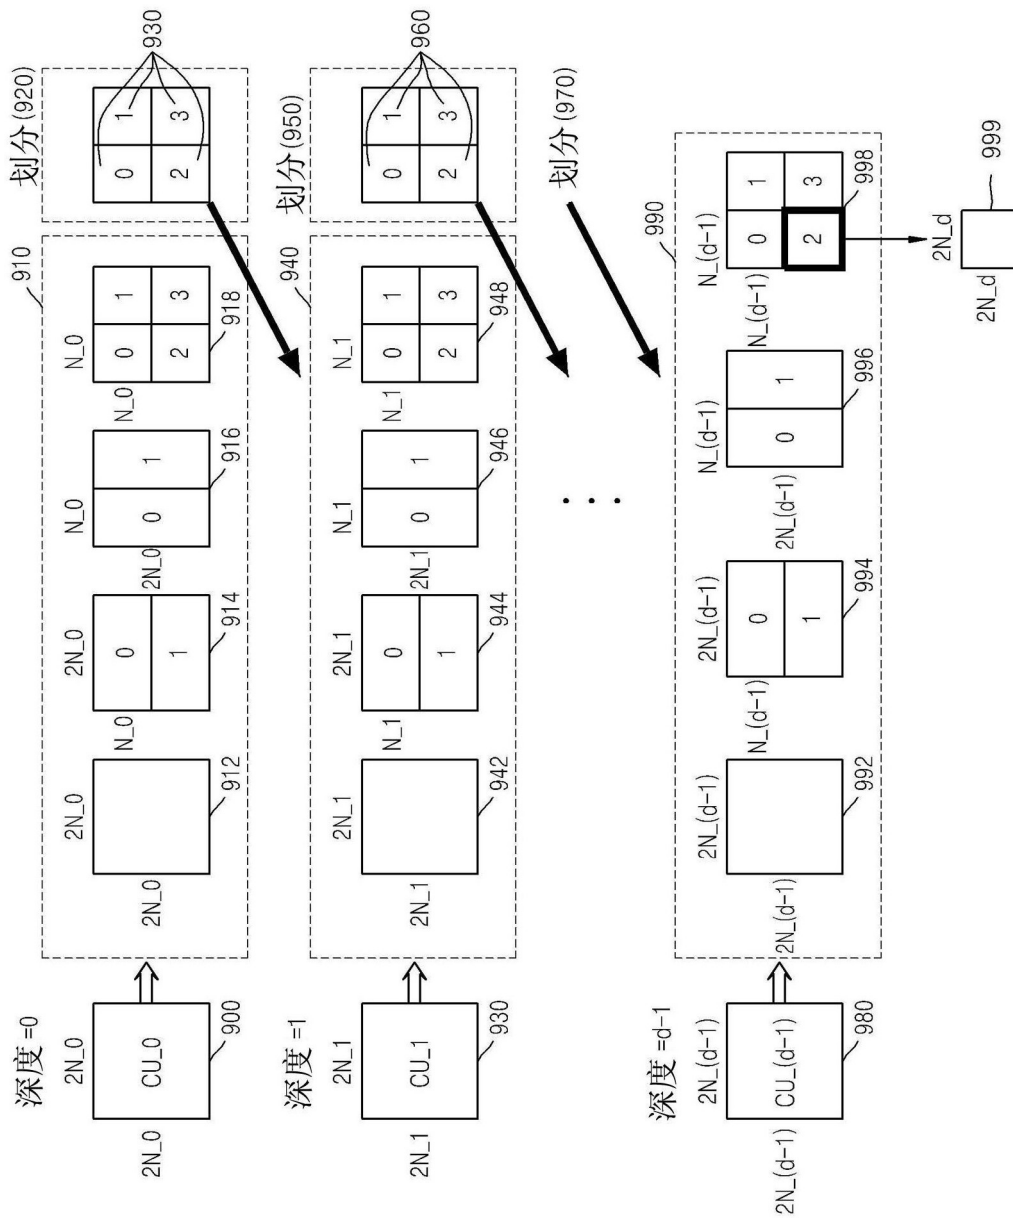 深度=0
2N_0
2N_0
CU_0
900
910
2N_0
2N_0
912
2N_0
N_0
0
1
914
N_0
2N_0
0
1
916
N_0
N_0
0
1
2
3
918
划分(920)
0
1
2
3
930
深度=1
2N_1
2N_1
CU_1
930
940
2N_1
2N_1
942
2N_1
N_1
0
1
944
N_1
2N_1
0
1
946
N_1
N_1
0
1
2
3
948
划分(950)
0
1
2
3
960
划分(970)
深度=d-1
2N_(d-1)
2N_(d-1)
CU_(d-1)
980
990
2N_(d-1)
2N_(d-1)
992
2N_(d-1)
N_(d-1)
0
1
994
N_(d-1)
2N_(d-1)
0
1
996
N_(d-1)
N_(d-1)
0
1
2
3
998
2N_d
2N_d
999